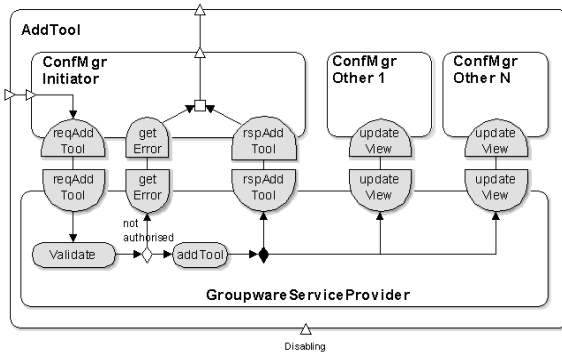 AddTool
ConfMgr
Initiator
ConfMgr
Other 1
ConfMgr
Other N
reqAdd
Tool
get
Error
rspAdd
Tool
update
View
update
View
reqAdd
Tool
get
Error
rspAdd
Tool
update
View
update
View
not
authorised
Validate
addTool
GroupwareServiceProvider
Disabling